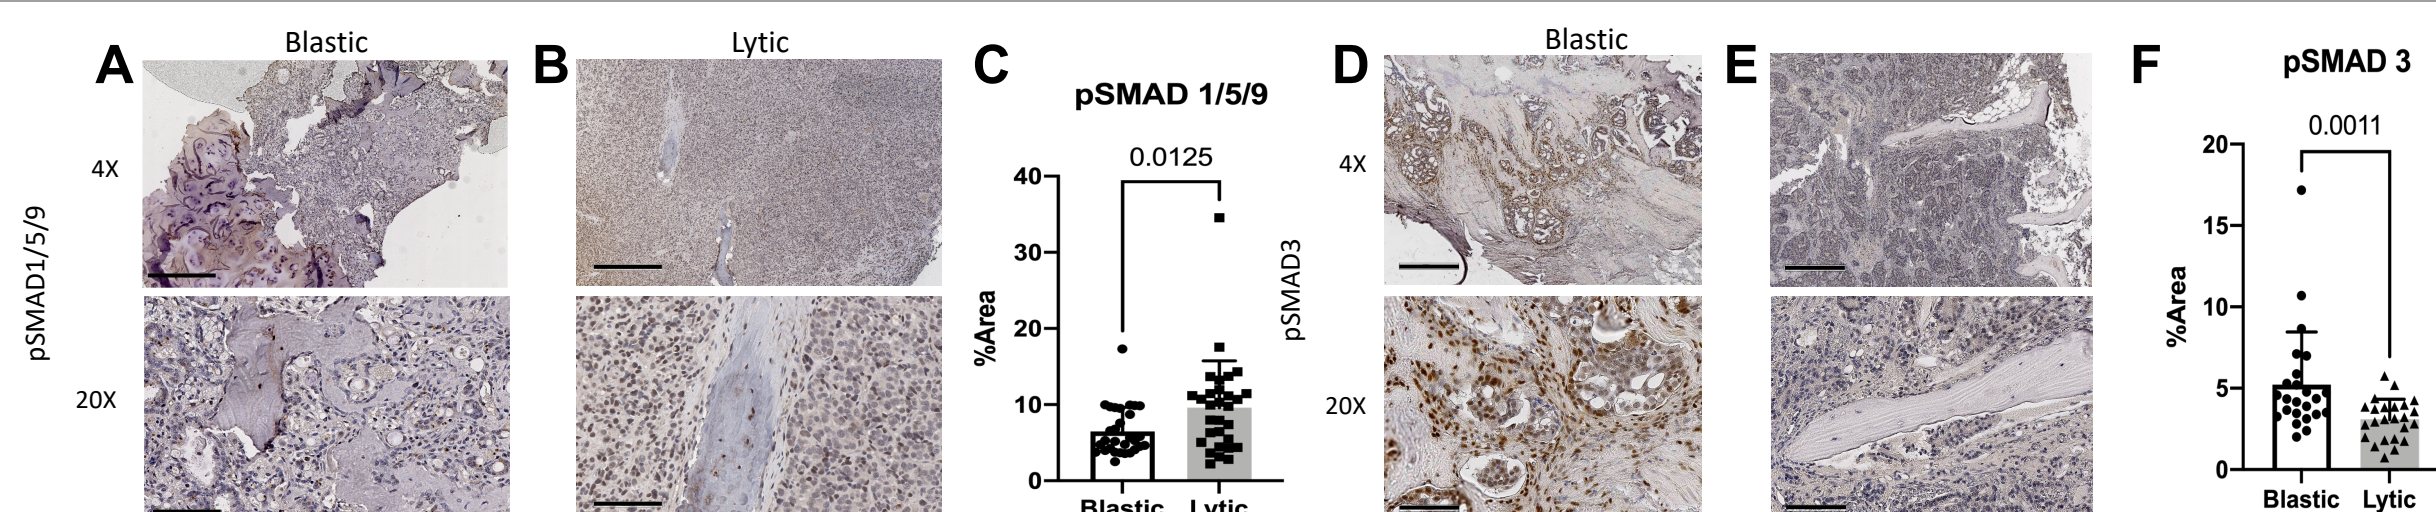 A
Blastic
B
Lytic
4X
20X
pSMAD1/5/9
C
pSMAD 1/5/9
0.0125
40
30
20
10
0
%Area
Blastic Lytic
D
Blastic
E
4X
20X
pSMAD3
F
pSMAD 3
0.0011
20
15
10
5
0
%Area
Blastic Lytic